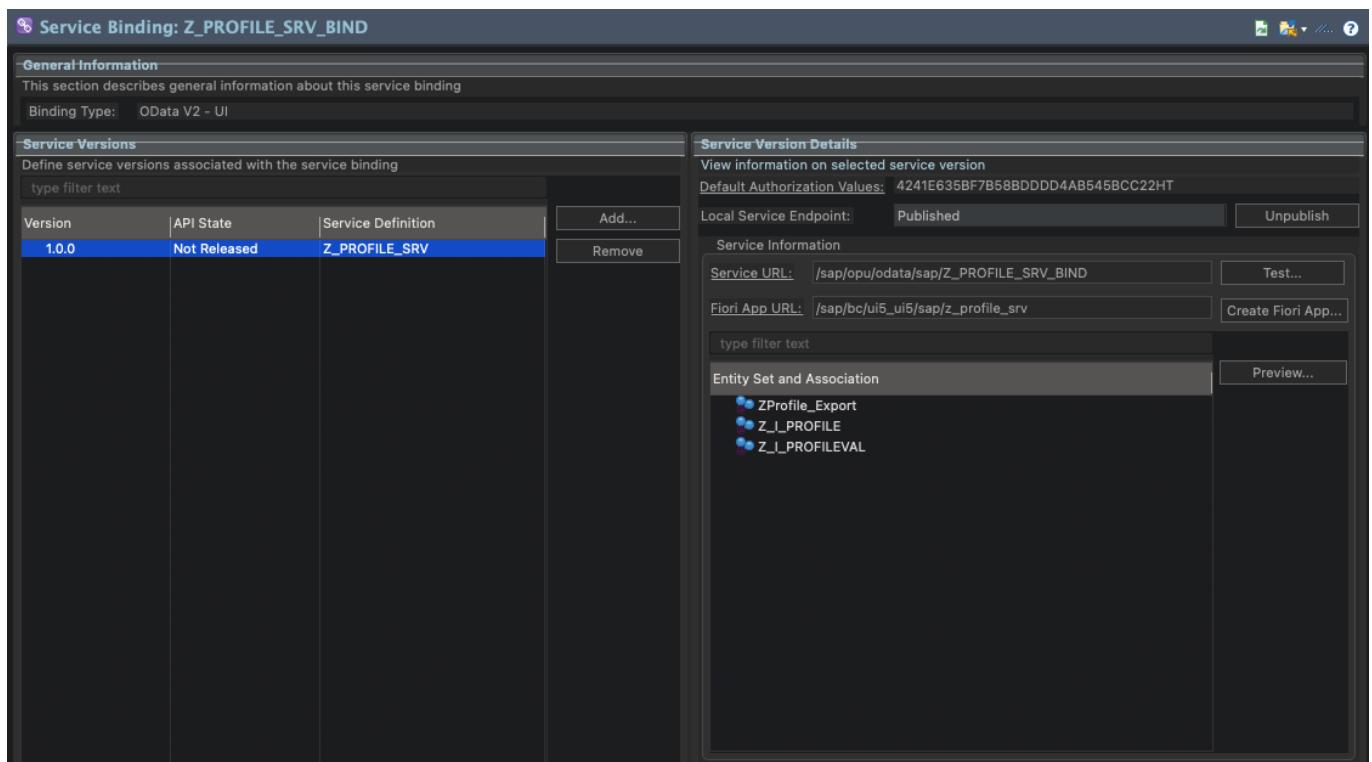 Service Binding: Z_PROFILE_SRV_BIND
General Information
This section describes general information about this service binding
Binding Type: OData V2 - UI
Service Versions
Define service versions associated with the service binding
type filter text
Version API State Service Definition
1.0.0 Not Released Z_PROFILE_SRV
Add...
Remove
Service Version Details
View information on selected service version
Default Authorization Values: 4241E635BF7B58BDDDD4AB545BCC22HT
Local Service Endpoint: Published Unpublish
Service Information
Service URL: /sap/opu/odata/sap/Z_PROFILE_SRV_BIND Test...
Fiori App URL: /sap/bc/ui5_ui5/sap/z_profile_srv Create Fiori App...
type filter text
Entity Set and Association Preview...
ZProfile_Export
Z_I_PROFILE
Z_I_PROFILEVAL